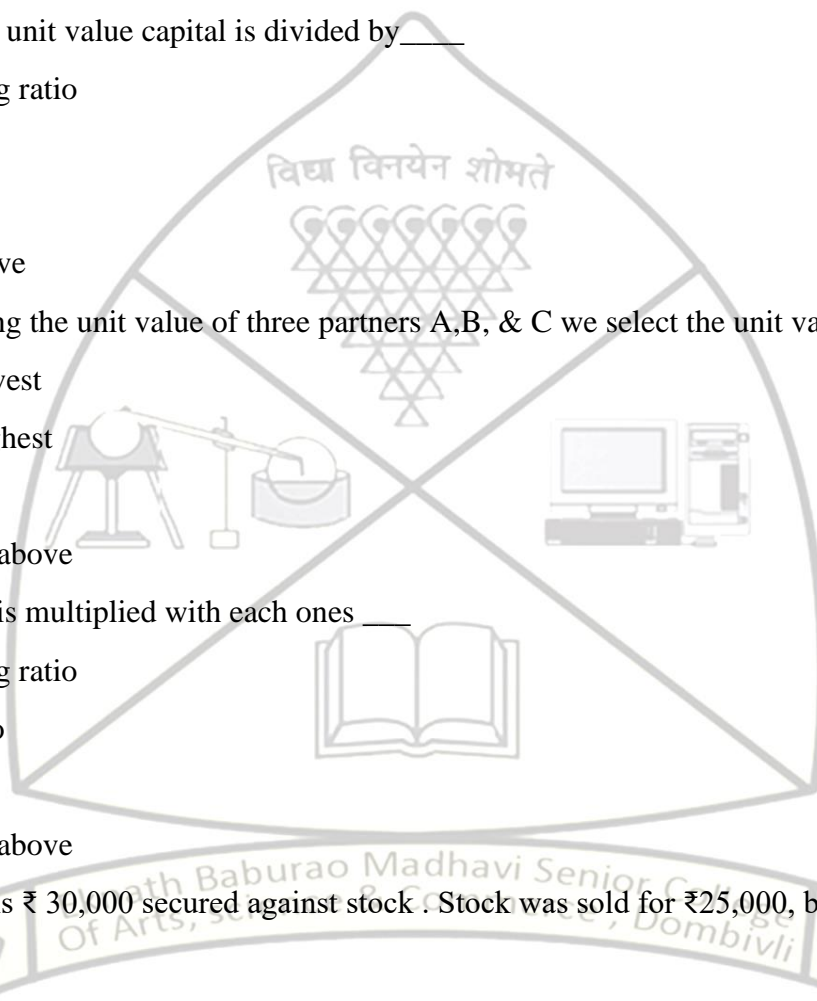 unit value capital is divided by____
g ratio
विद्या विनयेन शोभते
ve
ng the unit value of three partners A,B, & C we select the unit va
vest
hest
above
is multiplied with each ones ___
g ratio
o
above
Baburao Madhavi Senior College
s ₹ 30,000 secured against stock . Stock was sold for ₹25,000, b
Of Arts, Science & Commerce , Dombivli